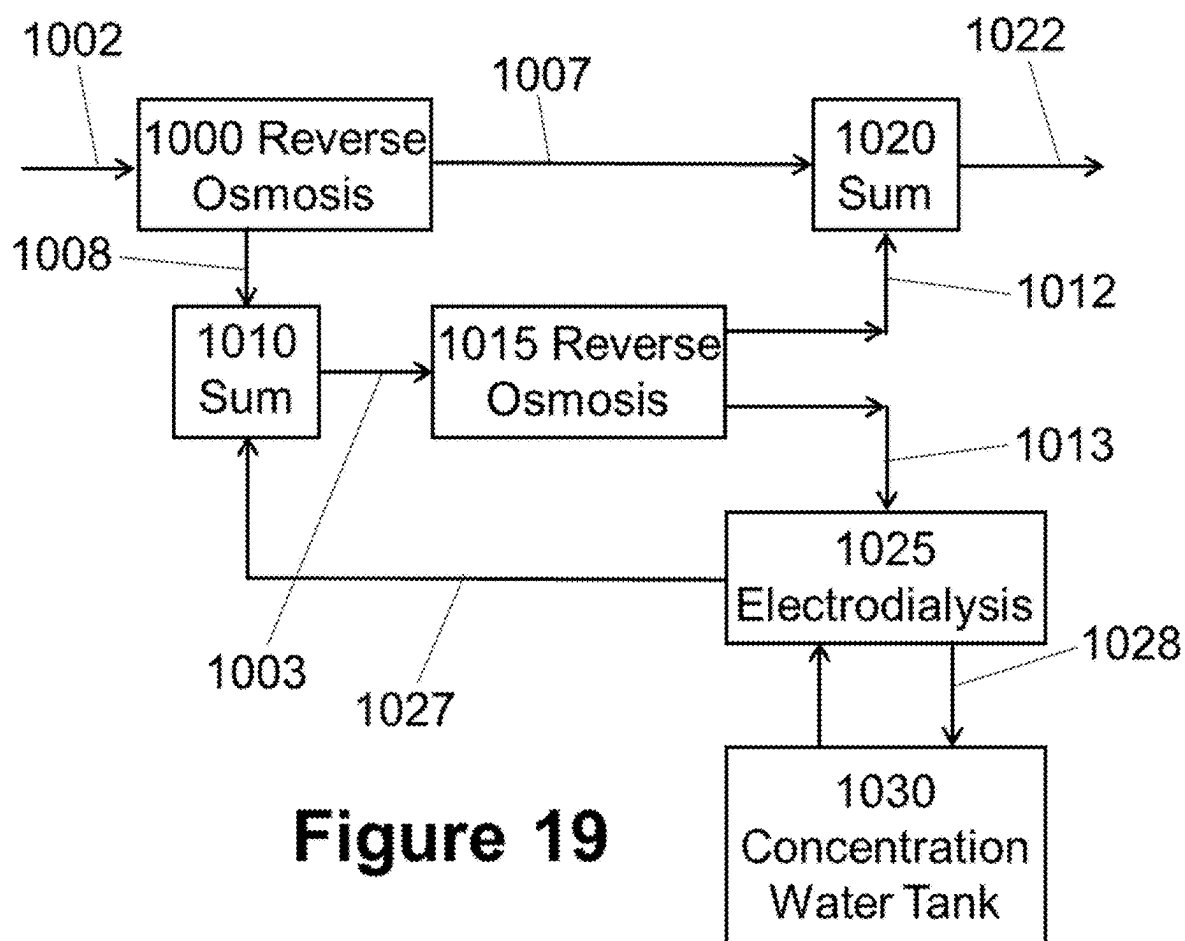 1002
1007
1022
1000 Reverse
Osmosis
1020
Sum
1008
1012
1010
Sum
1015 Reverse
Osmosis
1013
1025
Electrodialysis
1003
1027
1028
1030
Concentration
Water Tank
Figure 19